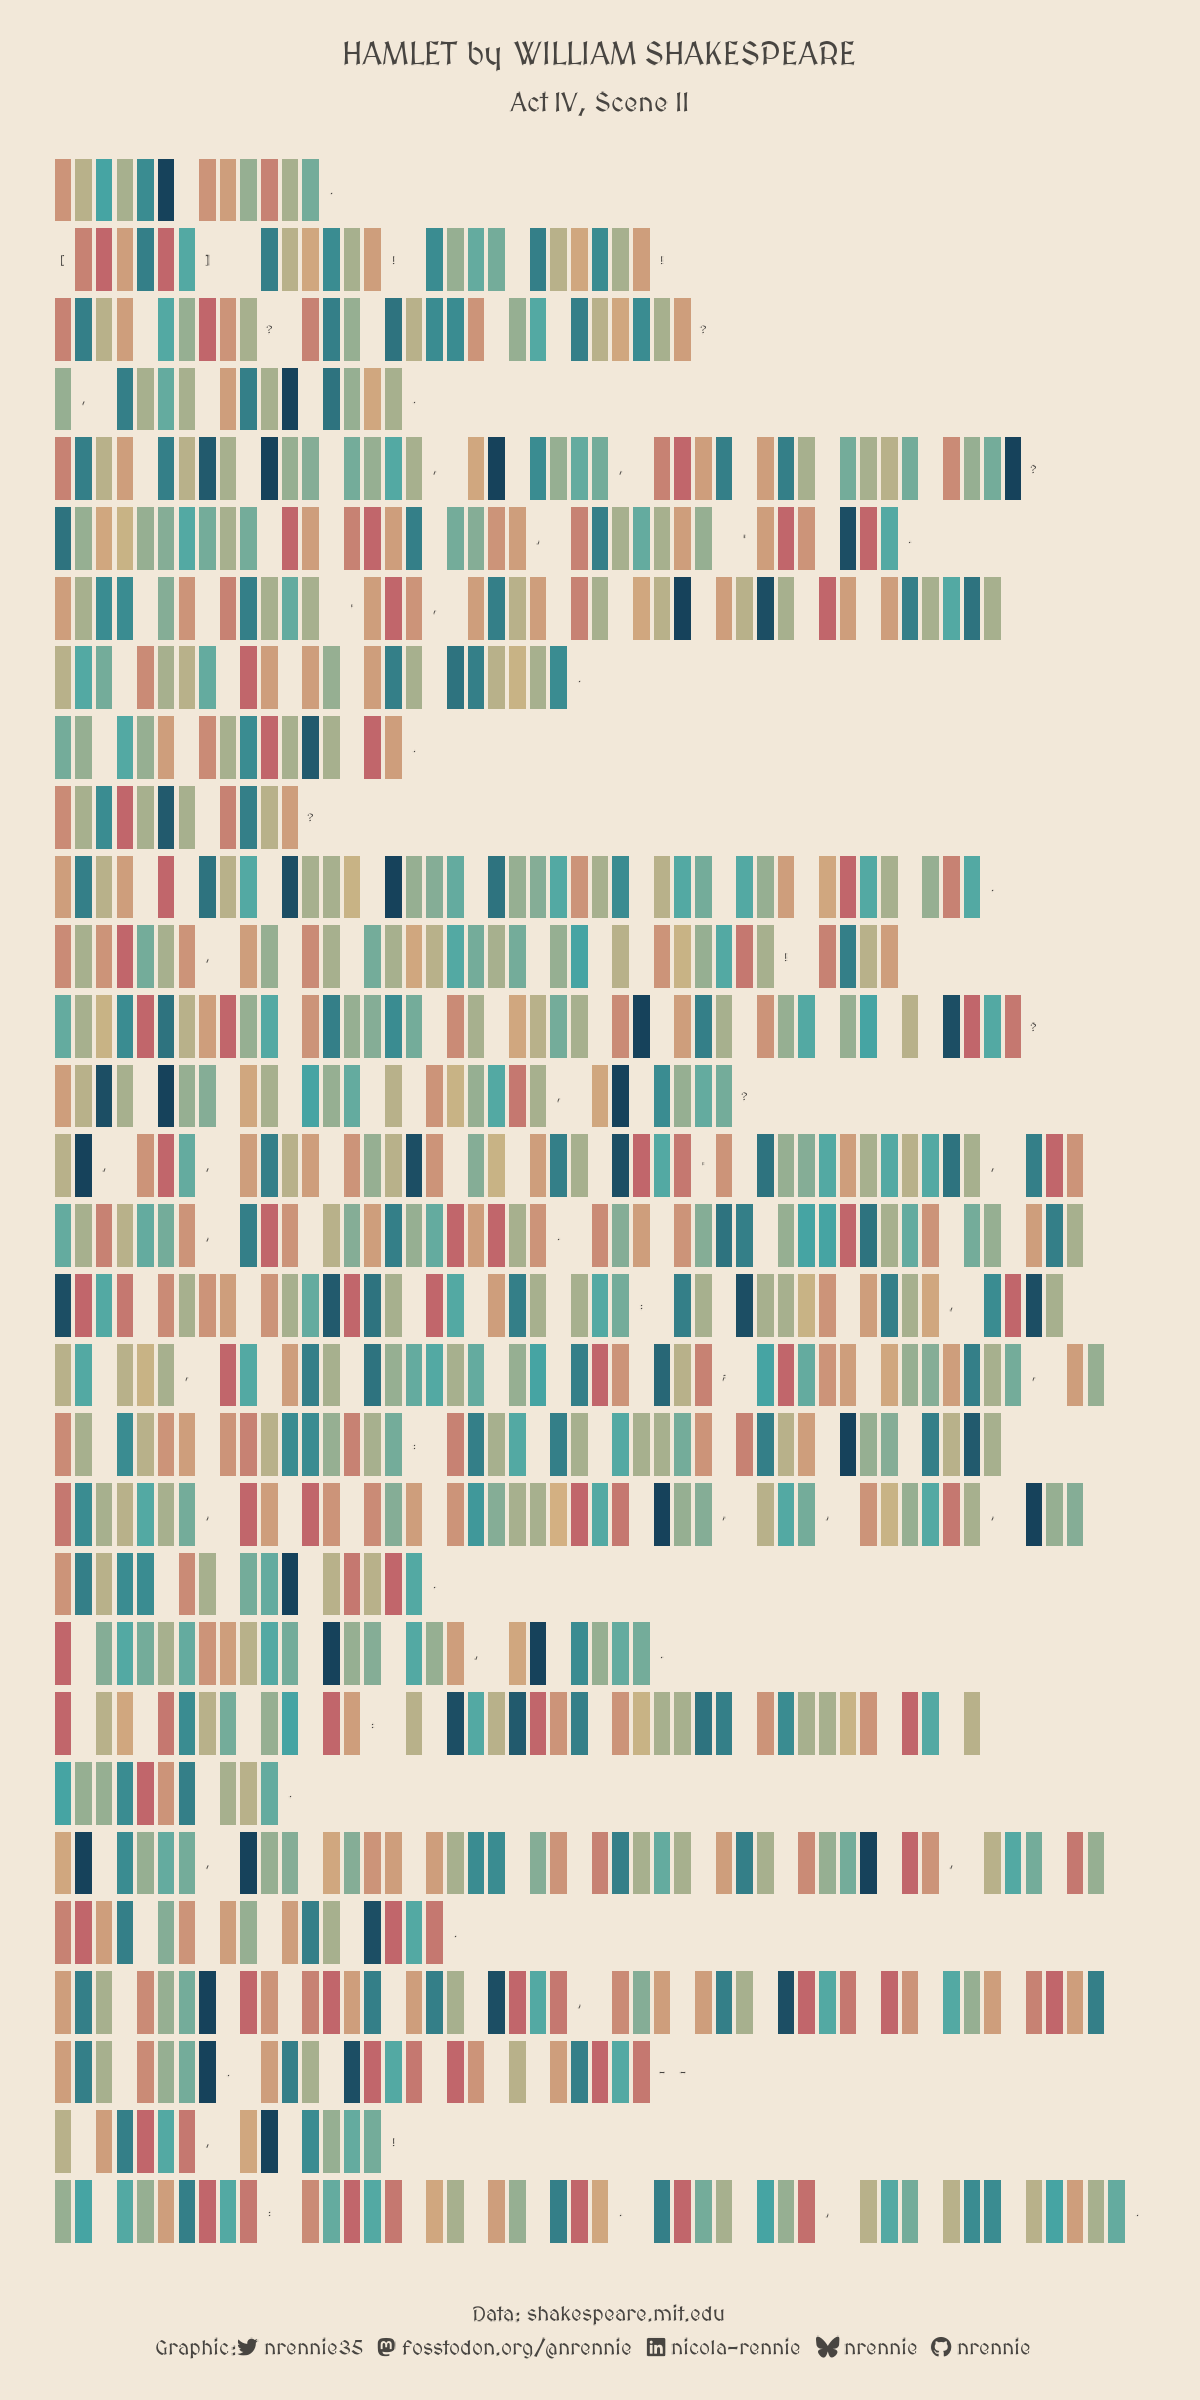 HAMLET by WILLIAM SHAKESPEARE
Act IV, Scene II
Data: shakespeare.mit.edu
Graphic: nrennie35 fosstodon.org/@nrennie nicola-rennie nrennie nrennie